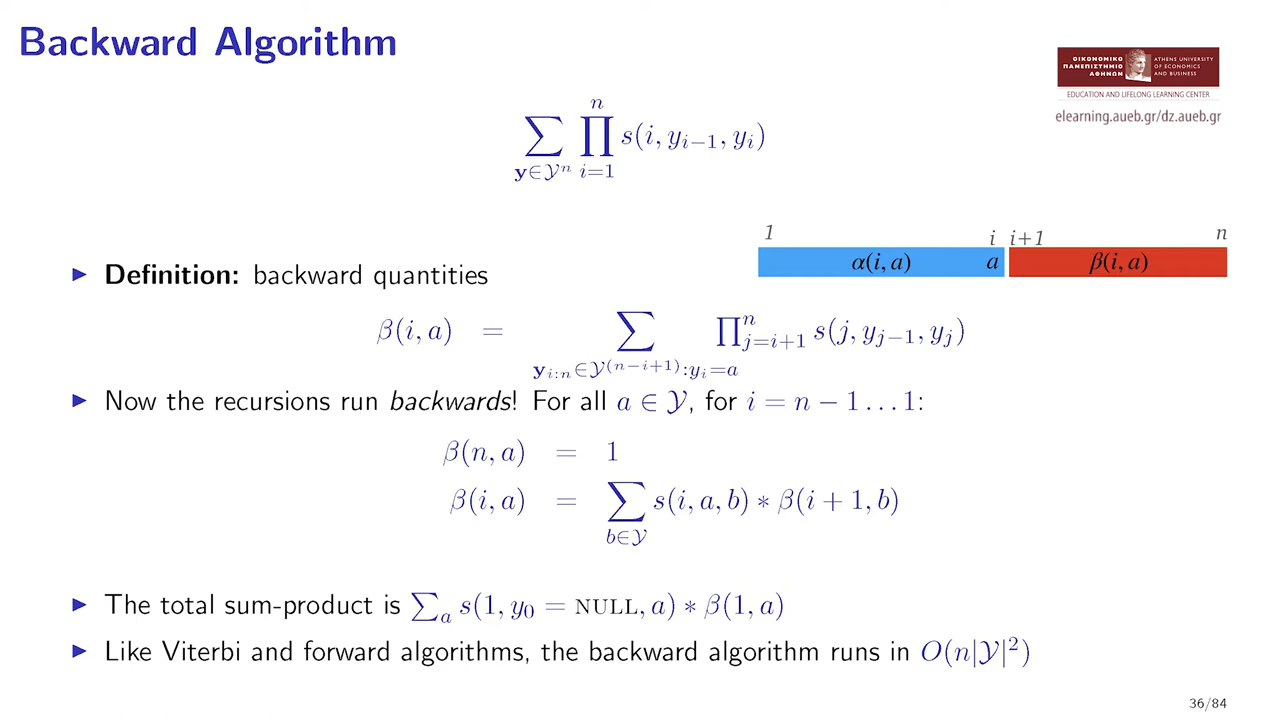 Backward Algorithm
ΟΙΚΟΝΟΜΙΚΟ
ΠΑΝΕΠΙΣΤΗΜΙΟ
ΑΘΗΝΩΝ
ATHENS UNIVERSITY
OF ECONOMICS
AND BUSINESS
EDUCATION AND LIFELONG LEARNING CENTER
elearning.aueb.gr/dz.aueb.gr
∑_{y∈𝒴ⁿ} ∏_{i=1}^{n} s(i, y_{i−1}, y_i)
1 i i+1 n
α(i, a) a β(i, a)
▶ Definition: backward quantities
β(i, a) = ∑_{y_{i:n}∈𝒴^{(n−i+1)}:y_i=a} ∏_{j=i+1}^{n} s(j, y_{j−1}, y_j)
▶ Now the recursions run backwards! For all a ∈ 𝒴, for i = n − 1 … 1:
β(n, a) = 1
β(i, a) = ∑_{b∈𝒴} s(i, a, b) ∗ β(i + 1, b)
▶ The total sum-product is ∑_a s(1, y_0 = NULL, a) ∗ β(1, a)
▶ Like Viterbi and forward algorithms, the backward algorithm runs in O(n|𝒴|²)
36/84